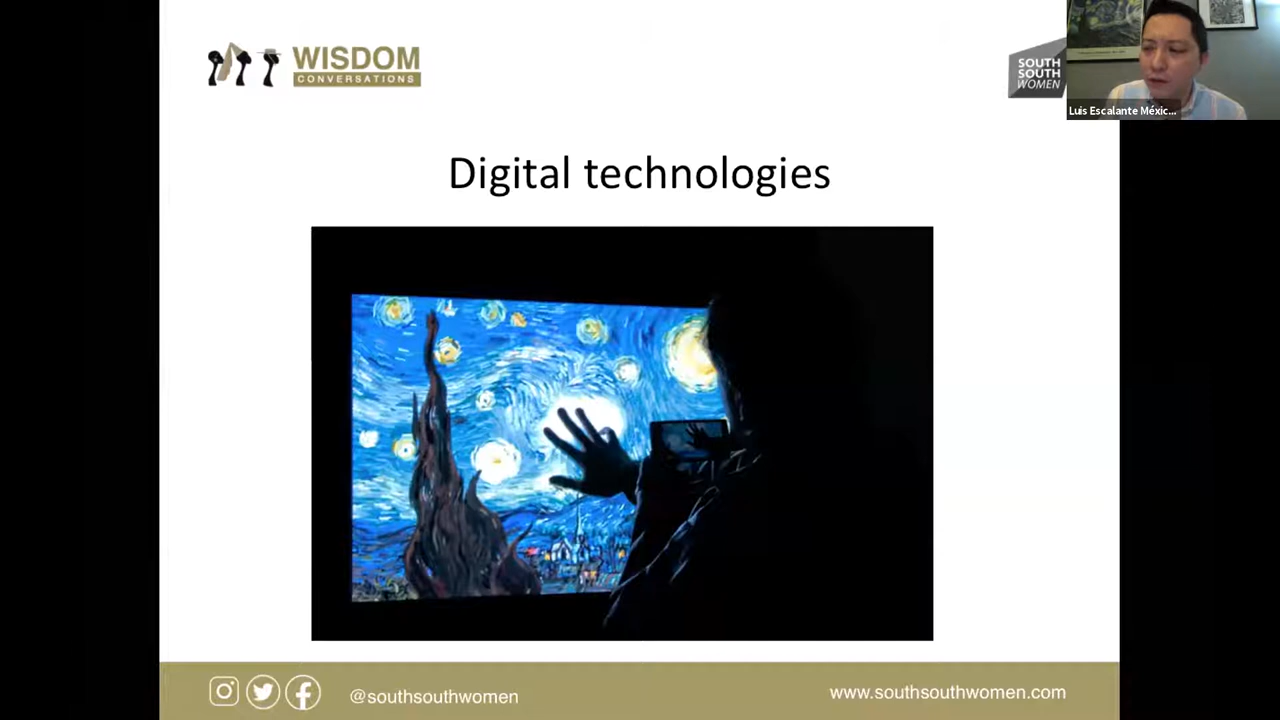 WISDOM
CONVERSATIONS
SOUTH
SOUTH
WOMEN
Luis Escalante Méxic...
Digital technologies
@southsouthwomen
www.southsouthwomen.com